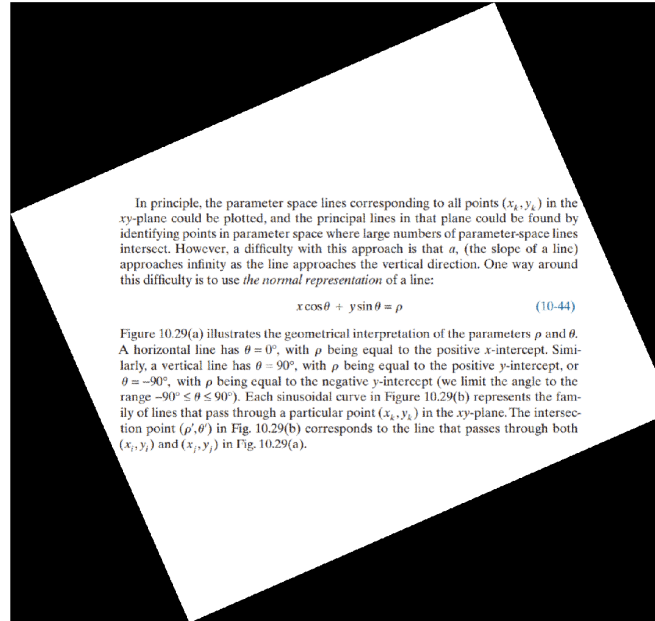 In principle, the parameter space lines corresponding to all points (xₖ, yₖ) in the
xy-plane could be plotted, and the principal lines in that plane could be found by
identifying points in parameter space where large numbers of parameter-space lines
intersect. However, a difficulty with this approach is that a, (the slope of a line)
approaches infinity as the line approaches the vertical direction. One way around
this difficulty is to use the normal representation of a line:
x cos θ + y sin θ = ρ (10-44)
Figure 10.29(a) illustrates the geometrical interpretation of the parameters ρ and θ.
A horizontal line has θ = 0°, with ρ being equal to the positive x-intercept. Simi-
larly, a vertical line has θ = 90°, with ρ being equal to the positive y-intercept, or
θ = −90°, with ρ being equal to the negative y-intercept (we limit the angle to the
range −90° ≤ θ ≤ 90°). Each sinusoidal curve in Figure 10.29(b) represents the fam-
ily of lines that pass through a particular point (xₖ, yₖ) in the xy-plane. The intersec-
tion point (ρ′, θ′) in Fig. 10.29(b) corresponds to the line that passes through both
(xᵢ, yᵢ) and (xⱼ, yⱼ) in Fig. 10.29(a).